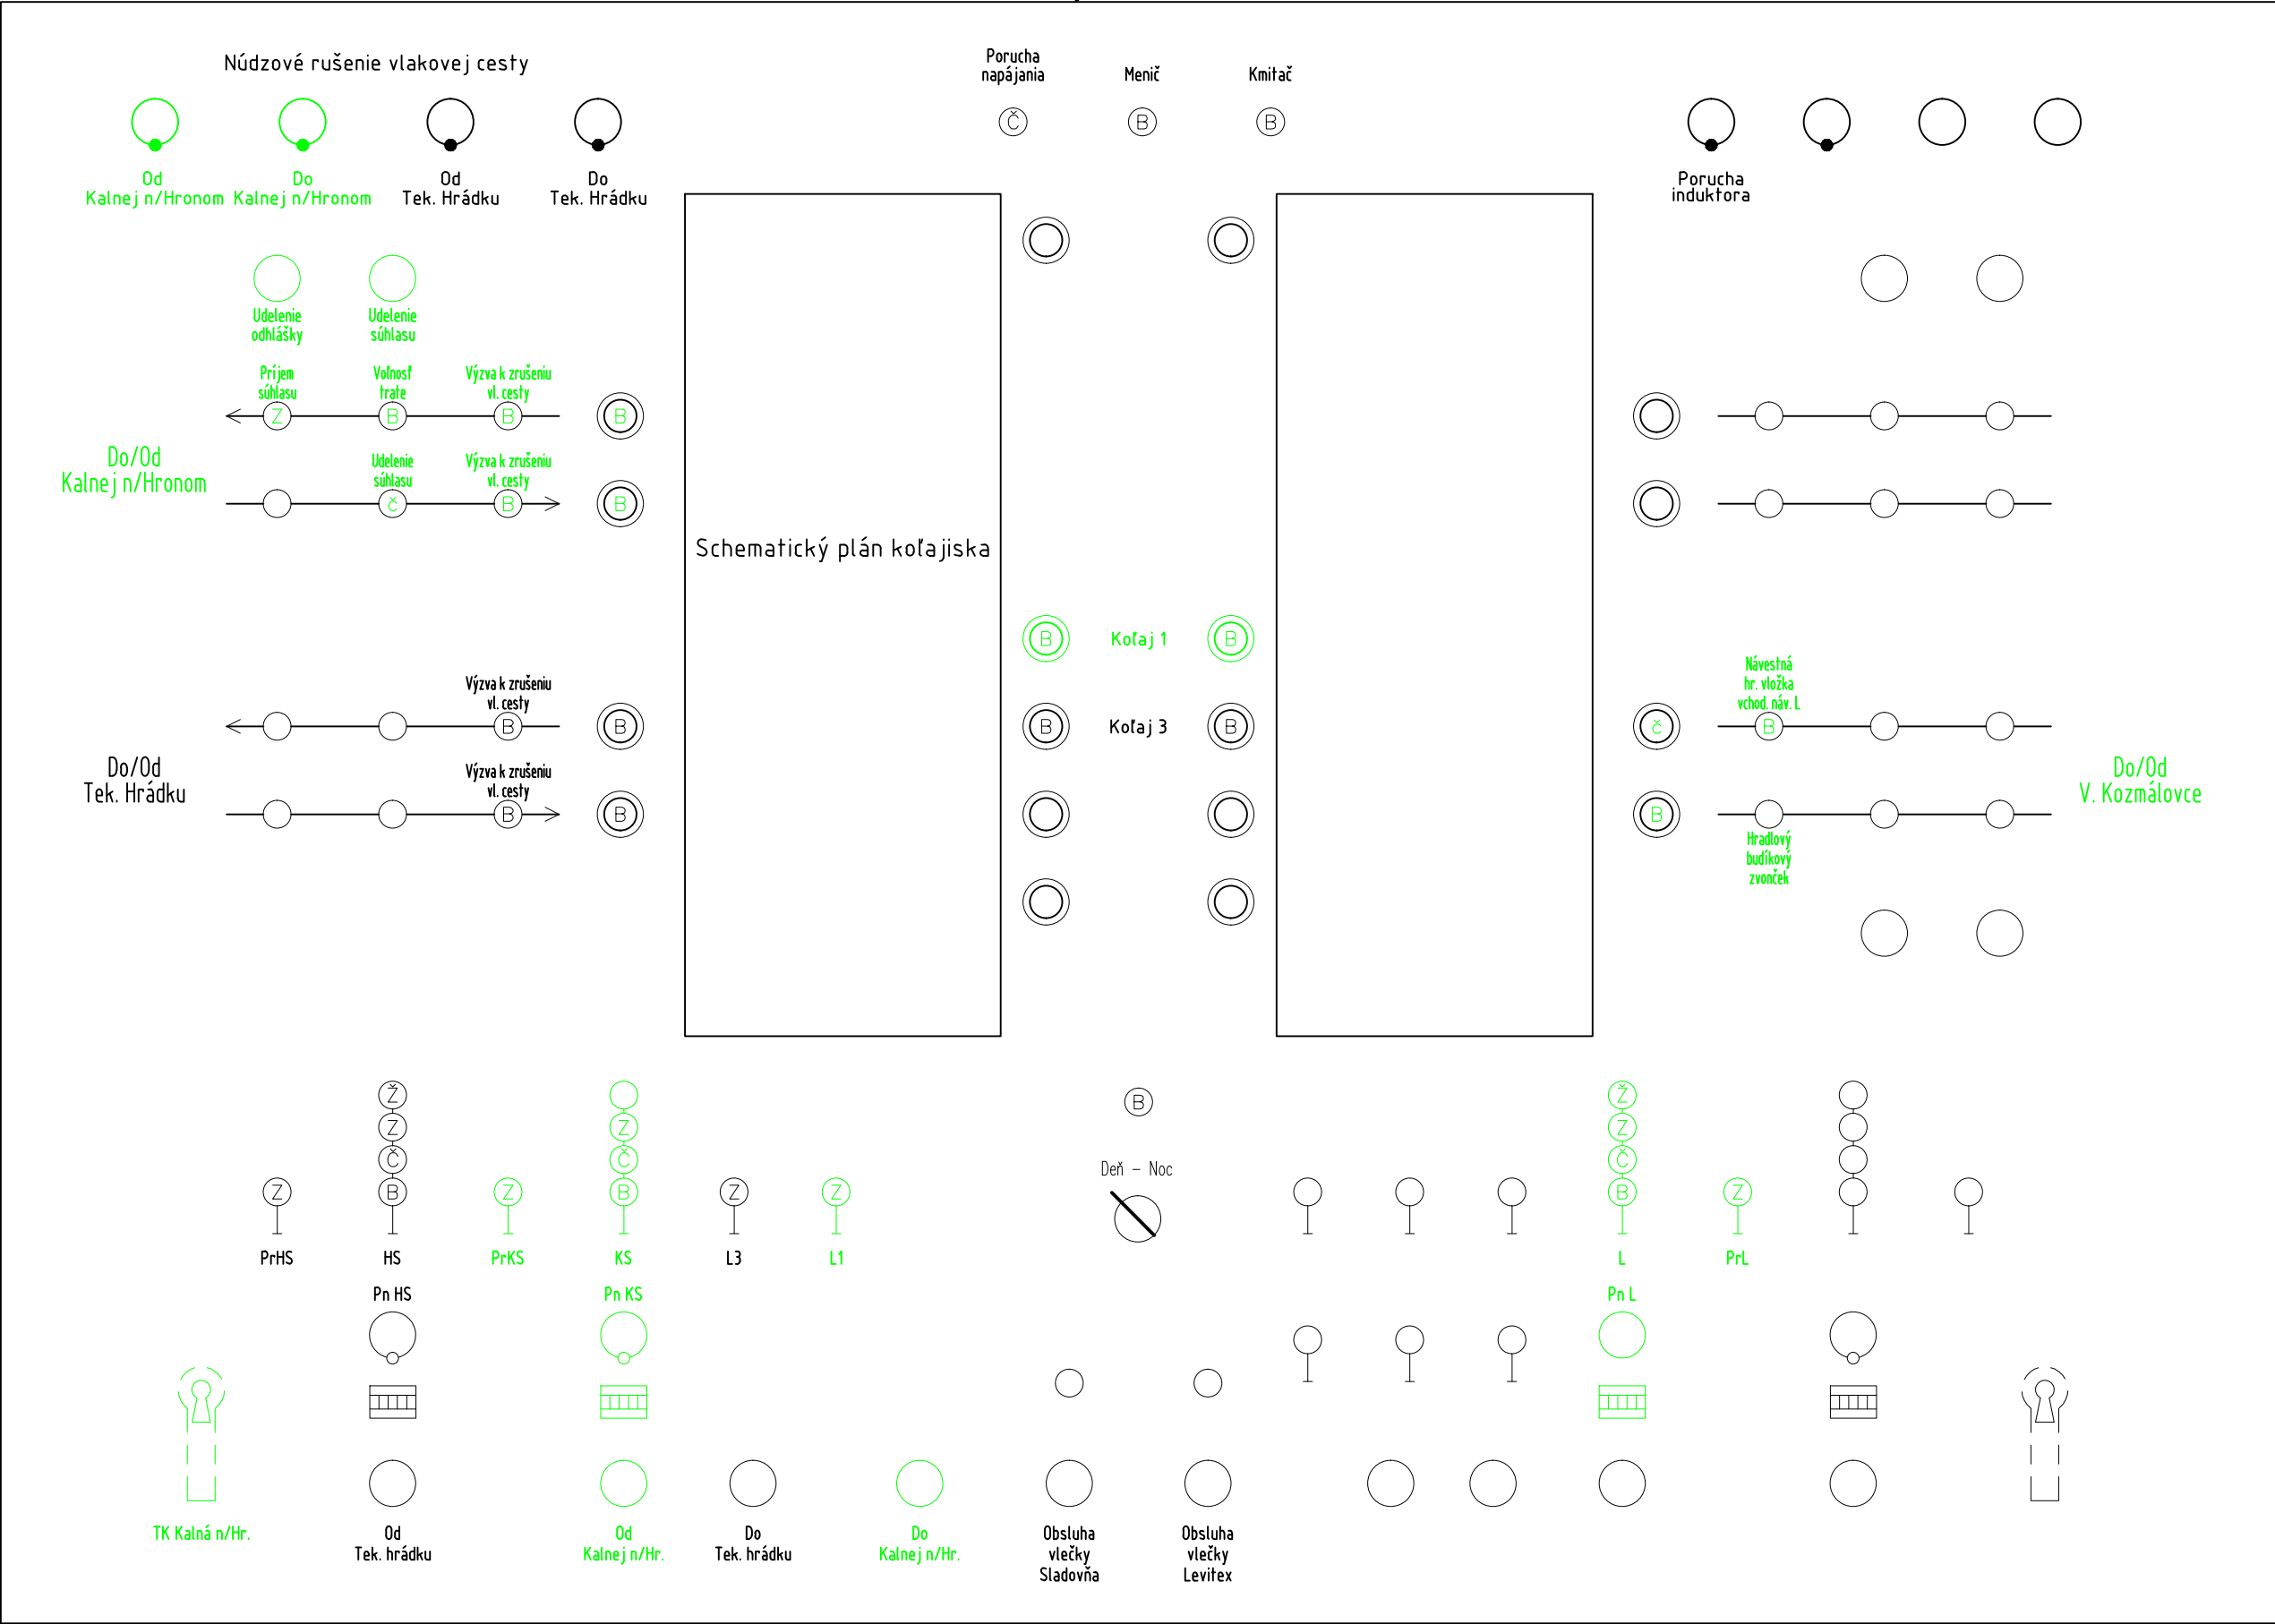 Núdzové rušenie vlakovej cesty
Porucha
napájania
Menič
Kmitač
Č
B
B
Od
Kalnej n/Hronom
Do
Kalnej n/Hronom
Od
Tek. Hrádku
Do
Tek. Hrádku
Porucha
induktora
Udelenie
odhlášky
Udelenie
súhlasu
Príjem
súhlasu
Voľnosť
trate
Výzva k zrušeniu
vl. cesty
Z
B
B
B
Do/Od
Kalnej n/Hronom
Udelenie
súhlasu
Výzva k zrušeniu
vl. cesty
č
B
B
Schematický plán koľajiska
B
Koľaj 1
B
Výzva k zrušeniu
vl. cesty
B
B
B
Koľaj 3
B
Návestná
hr. vložka
vchod. náv. L
č
B
Do/Od
Tek. Hrádku
Výzva k zrušeniu
vl. cesty
B
B
B
Hradlový
budíkový
zvonček
Do/Od
V. Kozmálovce
Ž
Z
Č
B
Z
Z
Č
B
Z
Z
Z
B
Deň - Noc
Ž
Z
Č
B
Z
PrHS
HS
PrKS
KS
L3
L1
L
PrL
Pn HS
Pn KS
Pn L
TK Kalná n/Hr.
Od
Tek. hrádku
Od
Kalnej n/Hr.
Do
Tek. hrádku
Do
Kalnej n/Hr.
Obsluha
vlečky
Sladovňa
Obsluha
vlečky
Levitex